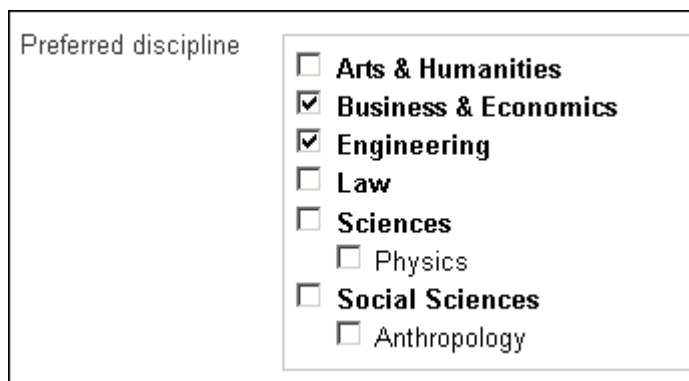 Preferred discipline
Arts & Humanities
Business & Economics
Engineering
Law
Sciences
Physics
Social Sciences
Anthropology